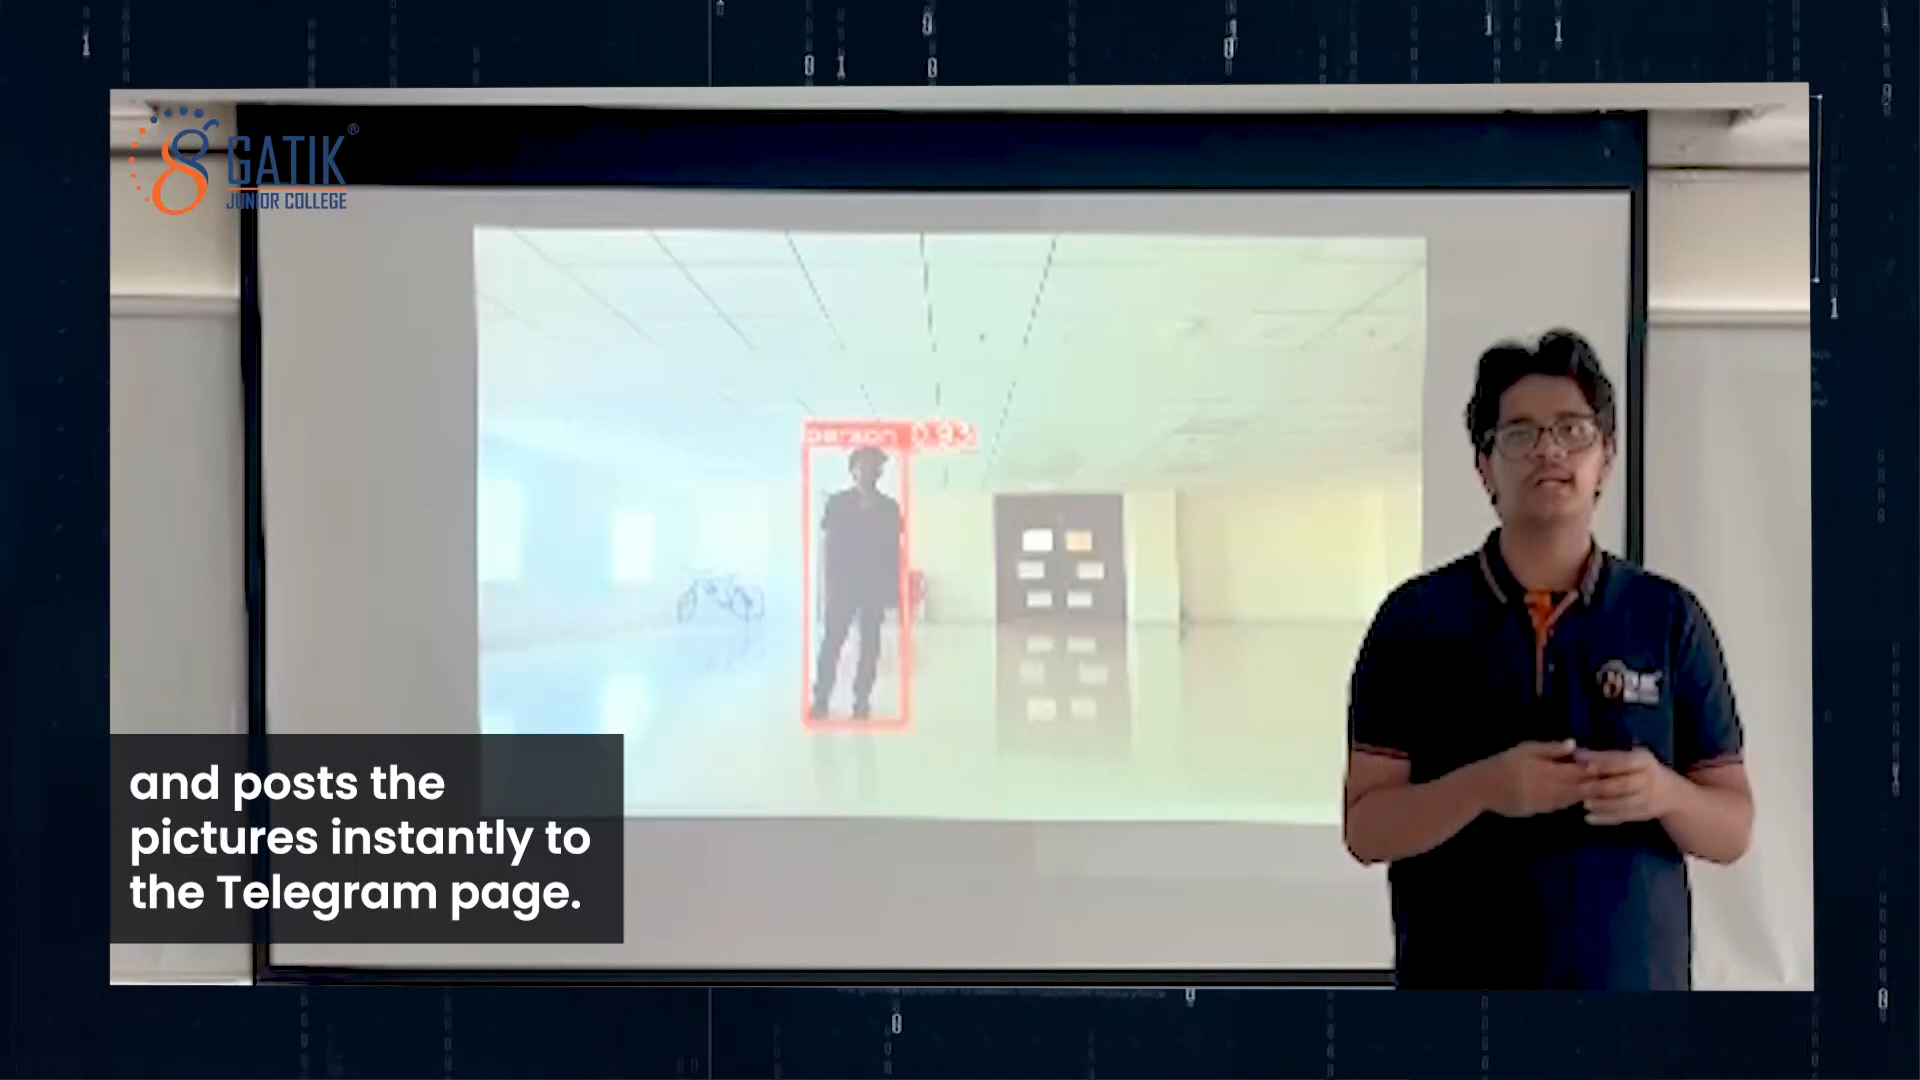 GATIK®
JUNIOR COLLEGE
person 0.93
and posts the
pictures instantly to
the Telegram page.